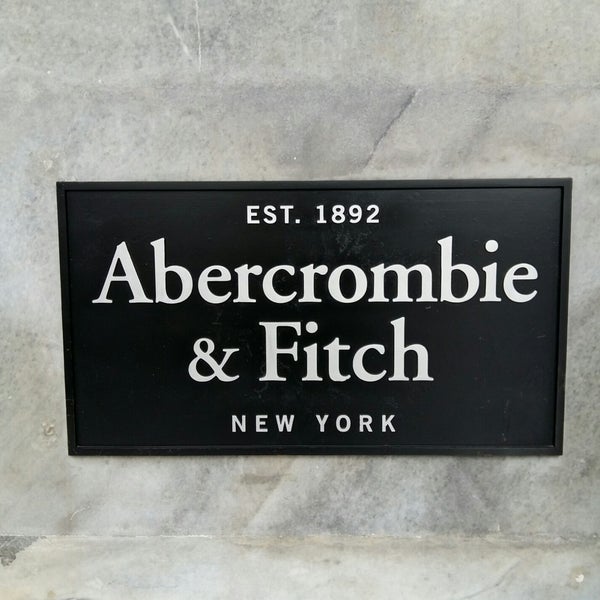 EST. 1892
Abercrombie
& Fitch
NEW YORK